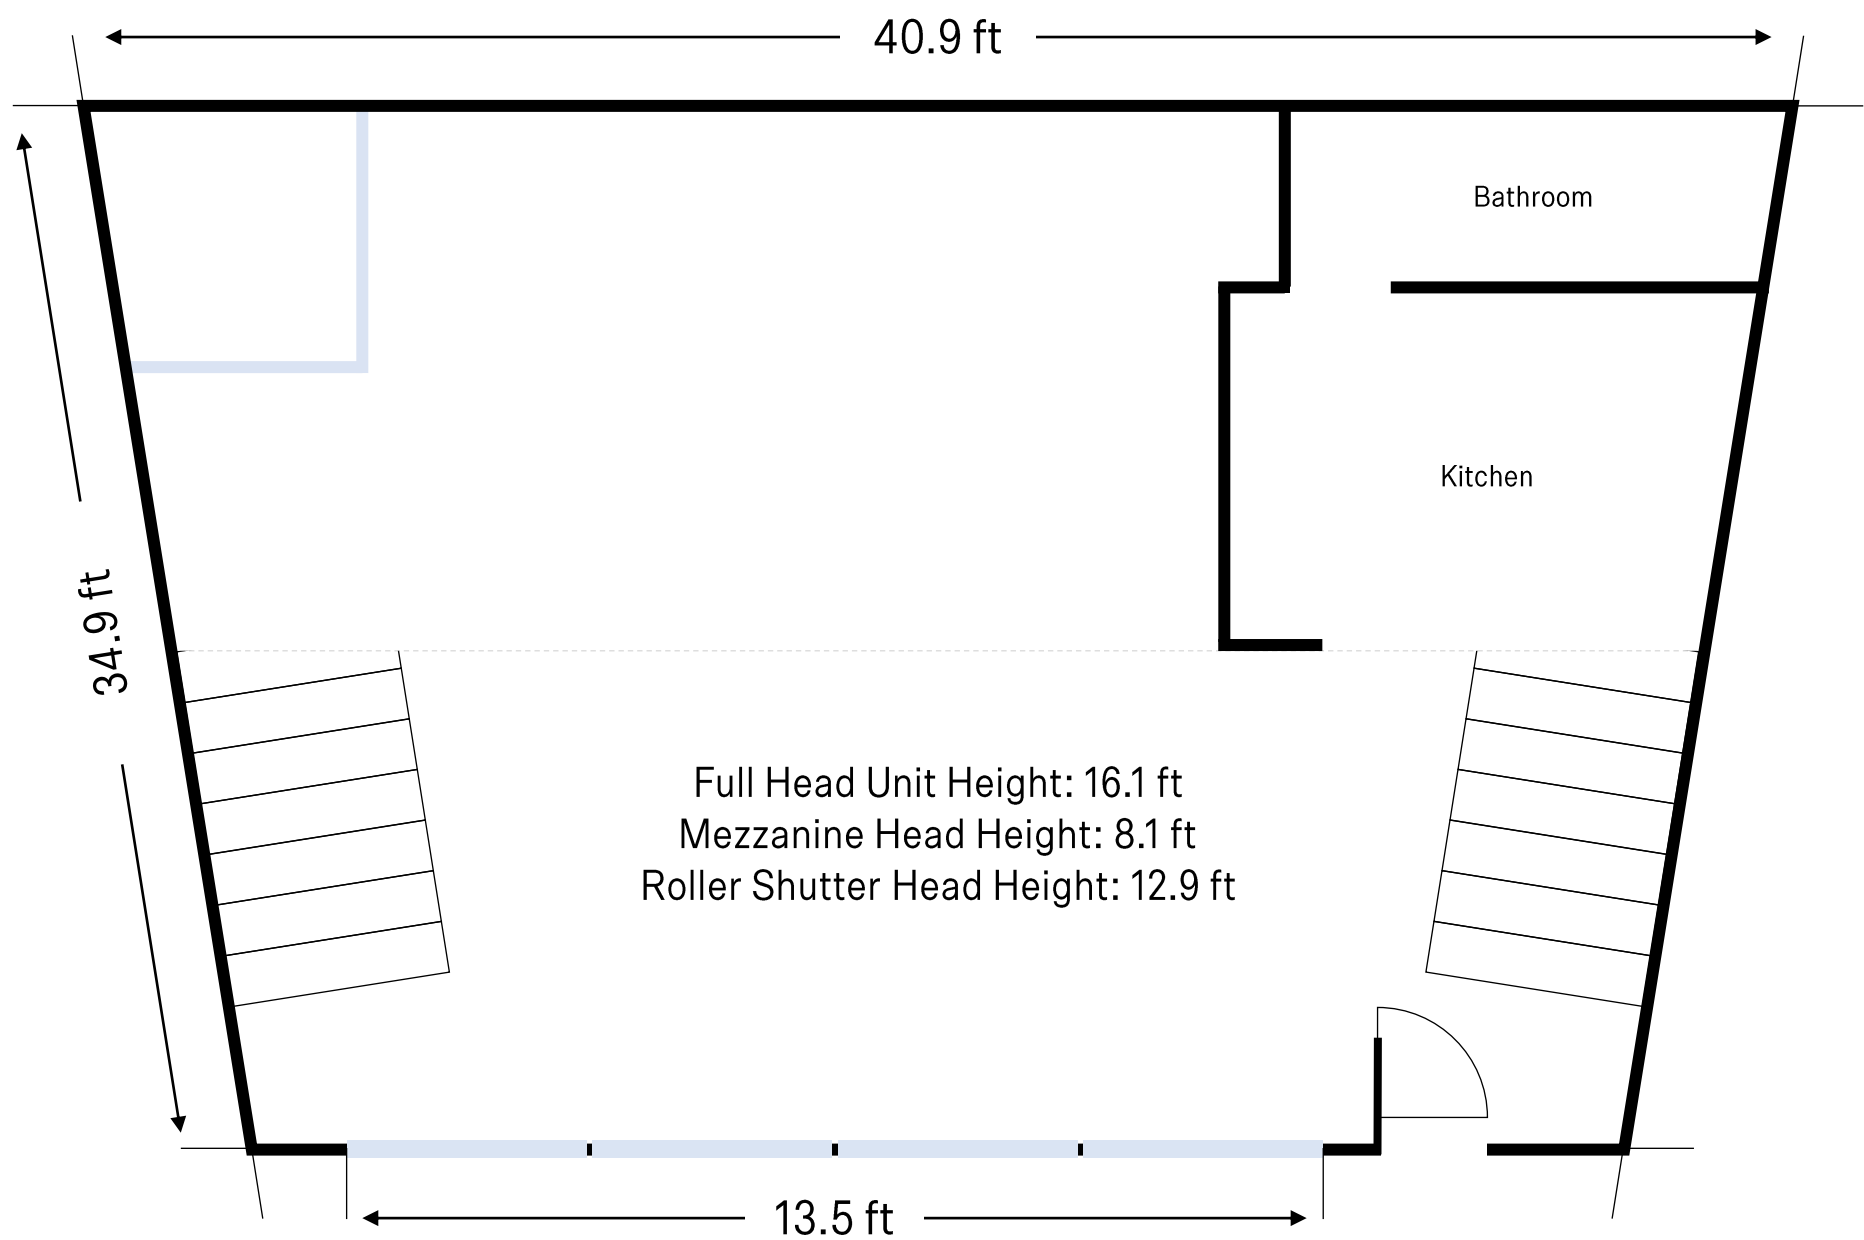 40.9 ft
Bathroom
Kitchen
34.9 ft
Full Head Unit Height: 16.1 ft
Mezzanine Head Height: 8.1 ft
Roller Shutter Head Height: 12.9 ft
13.5 ft